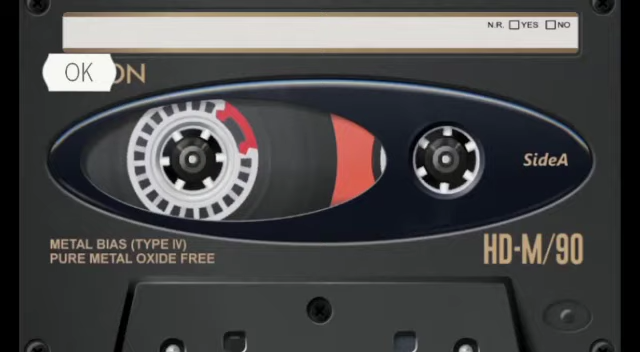 N.R. YES NO
OK
ON
SideA
METAL BIAS (TYPE IV)
PURE METAL OXIDE FREE
HD-M/90